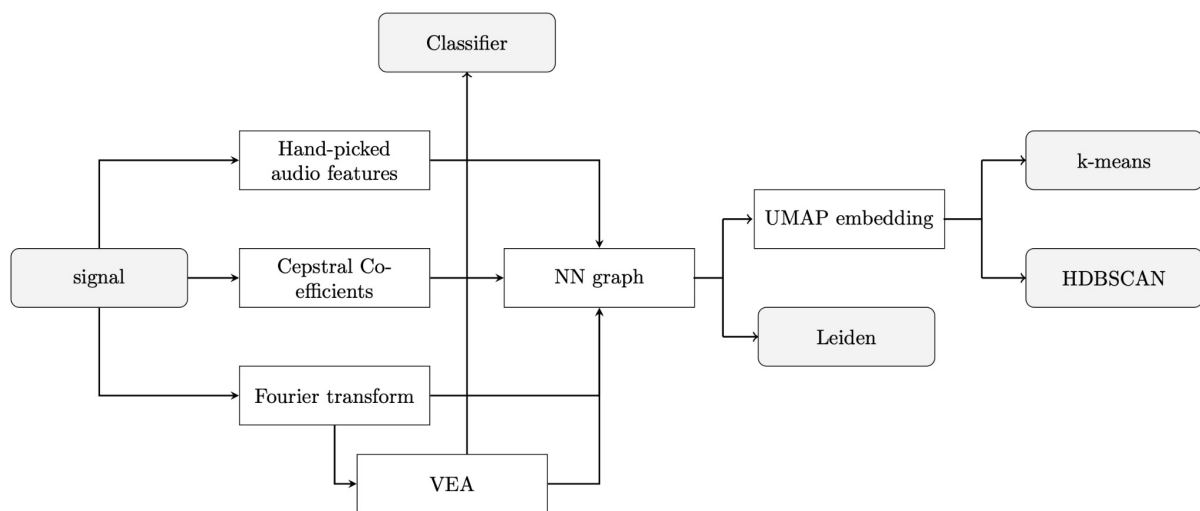 Classifier
Hand-picked
audio features
k-means
UMAP embedding
signal
Cepstral Co-
efficients
NN graph
HDBSCAN
Leiden
Fourier transform
VEA